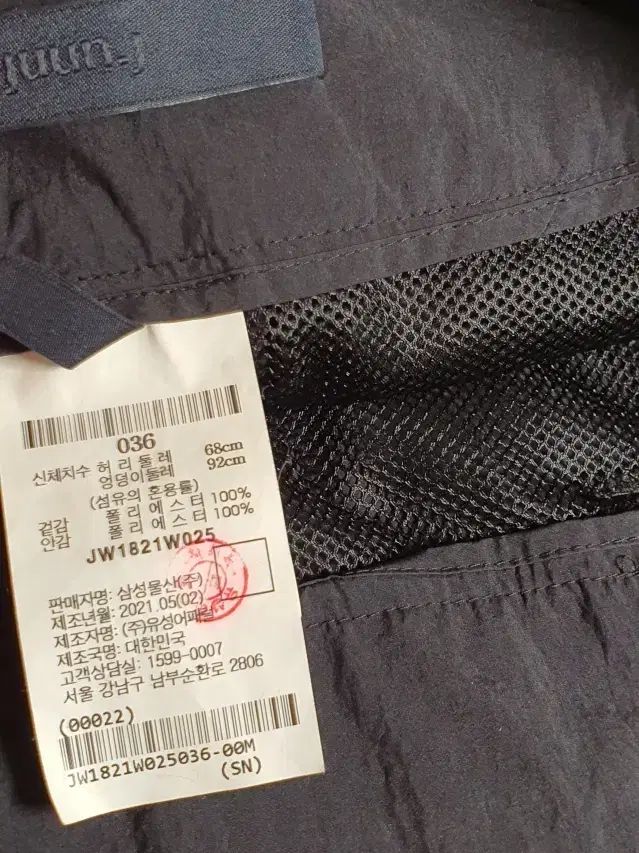 036
신체치수 허 리 둘 레 68cm
엉덩이둘레 92cm
(섬유의 혼용률)
겉감 폴 리 에 스 터 100%
안감 폴 리 에 스 터 100%
JW1821W025
판매자명: 삼성물산(주)
제조년월: 2021.05(02)
제조자명: (주)유성어패럴
제조국명: 대한민국
고객상담실: 1599-0007
서울 강남구 남부순환로 2806
(00022)
JW1821W025036-00M
(SN)